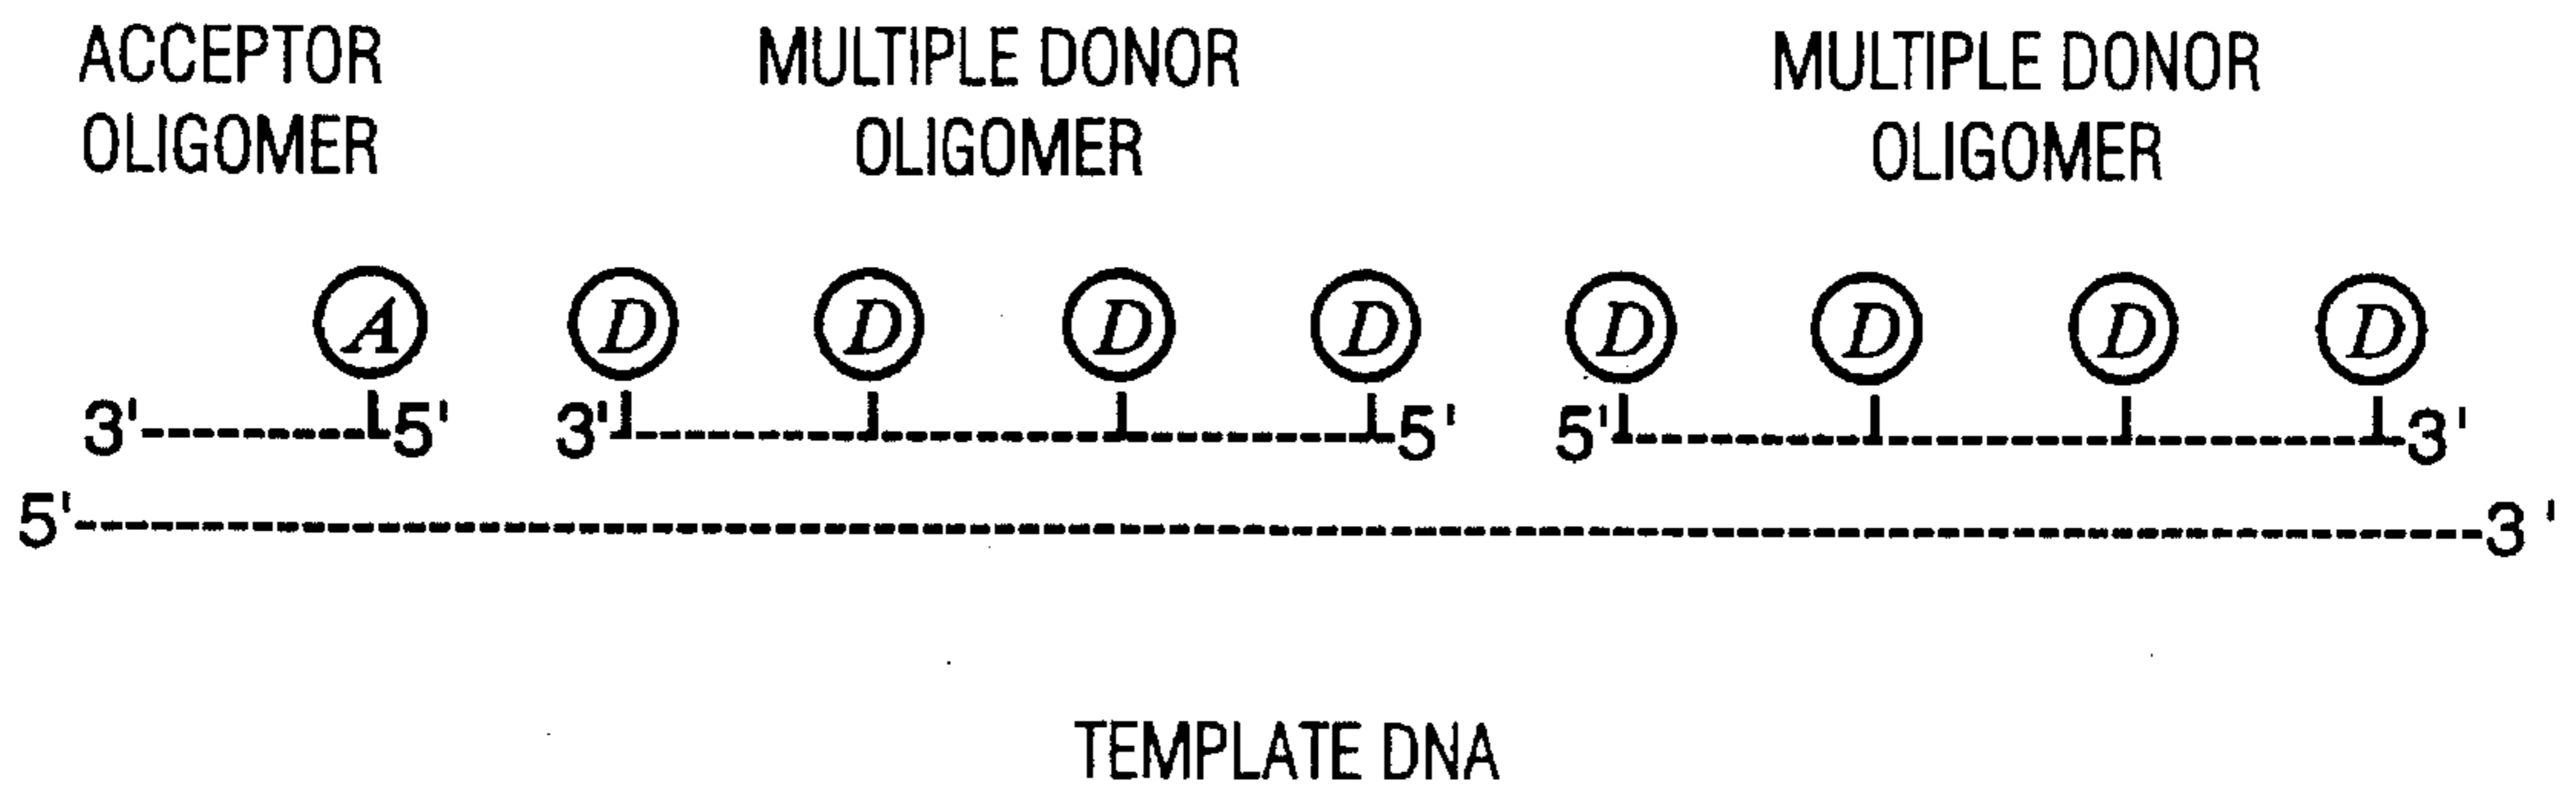 ACCEPTOR OLIGOMER
MULTIPLE DONOR OLIGOMER
MULTIPLE DONOR OLIGOMER
A D D D D D D D D
3'----------5' 3'------------------------------5' 5'------------------------------3'
5'------------------------------------------------------------------------------------------3'
TEMPLATE DNA